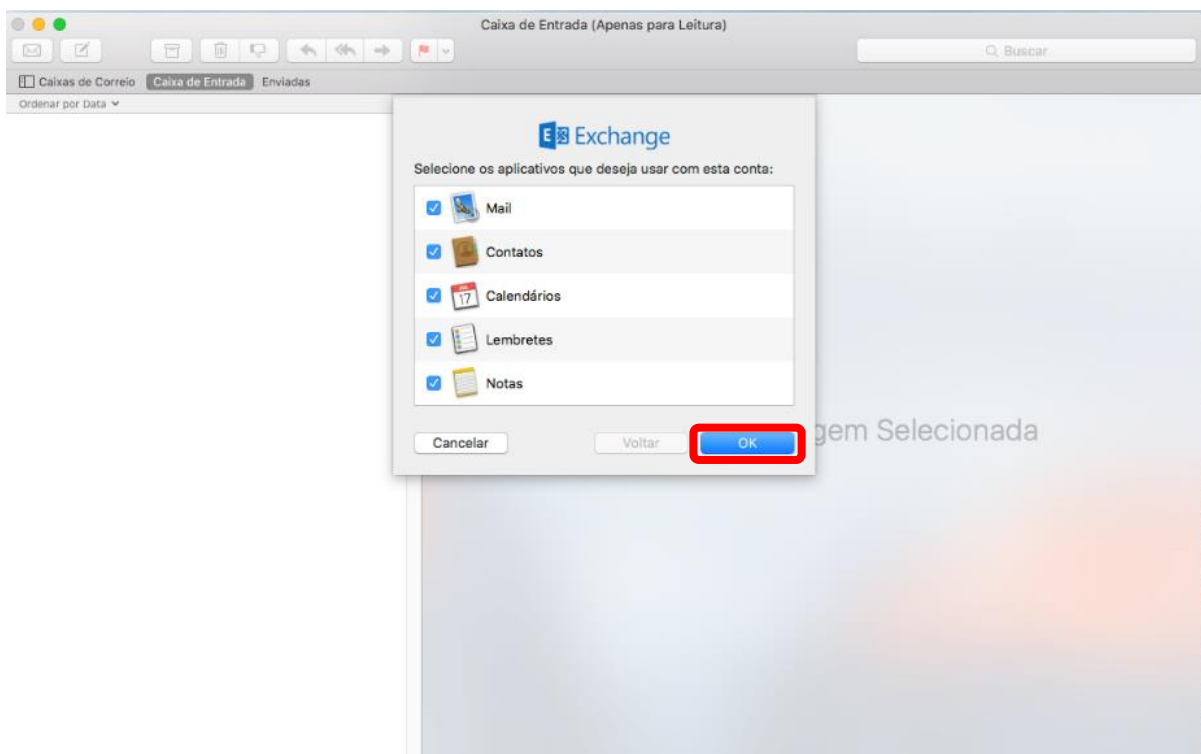 Caixa de Entrada (Apenas para Leitura)
Buscar
Caixas de Correio Caixa de Entrada Enviadas
Ordenar por Data
Exchange
Selecione os aplicativos que deseja usar com esta conta:
Mail
Contatos
17
Calendários
Lembretes
Notas
Cancelar Voltar OK
gem Selecionada